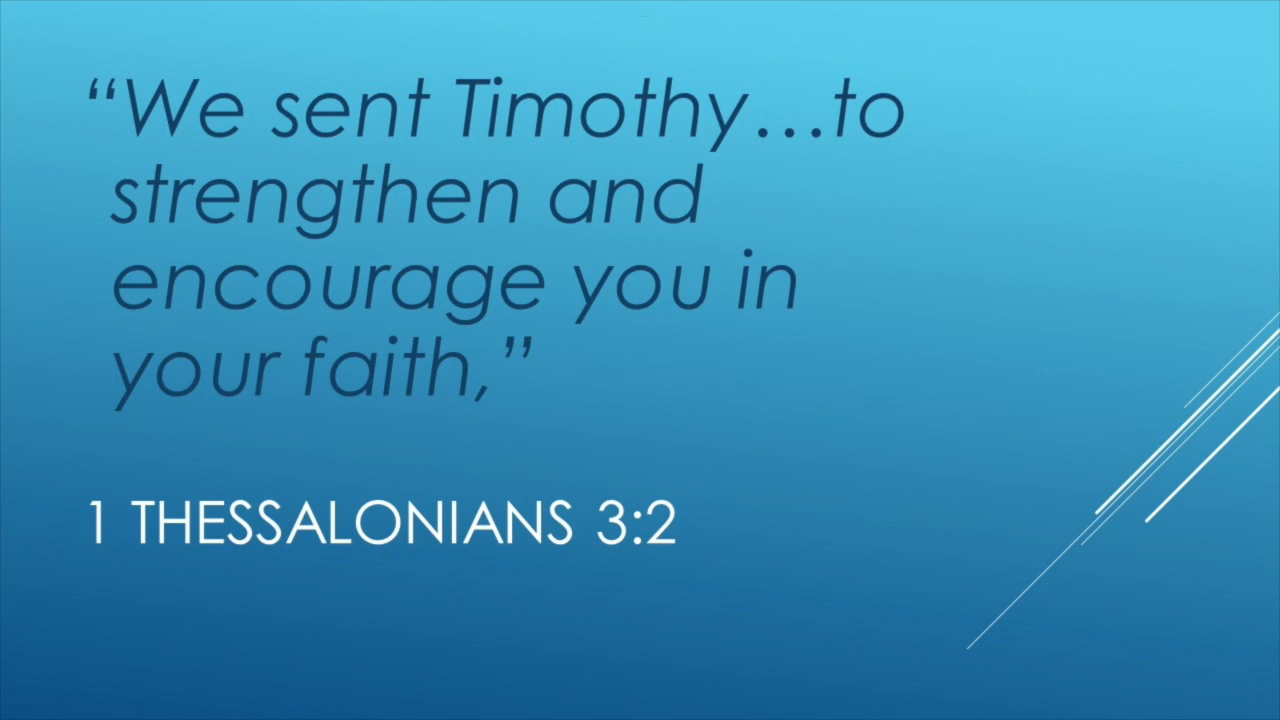 “We sent Timothy…to
strengthen and
encourage you in
your faith,”
1 THESSALONIANS 3:2